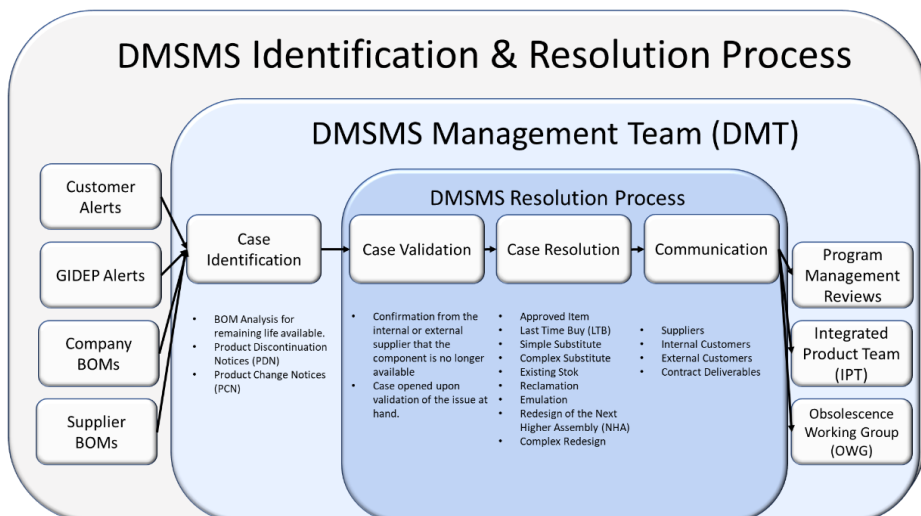 DMSMS Identification & Resolution Process
DMSMS Management Team (DMT)
DMSMS Resolution Process
Customer
Alerts
GIDEP Alerts
Company
BOMs
Supplier
BOMs
Case
Identification
• BOM Analysis for
remaining life available.
• Product Discontinuation
Notices (PDN)
• Product Change Notices
(PCN)
Case Validation
• Confirmation from the
internal or external
supplier that the
component is no longer
available
• Case opened upon
validation of the issue at
hand.
Case Resolution
• Approved Item
• Last Time Buy (LTB)
• Simple Substitute
• Complex Substitute
• Existing Stok
• Reclamation
• Emulation
• Redesign of the Next
Higher Assembly (NHA)
• Complex Redesign
Communication
• Suppliers
• Internal Customers
• External Customers
• Contract Deliverables
Program
Management
Reviews
Integrated
Product Team
(IPT)
Obsolescence
Working Group
(OWG)